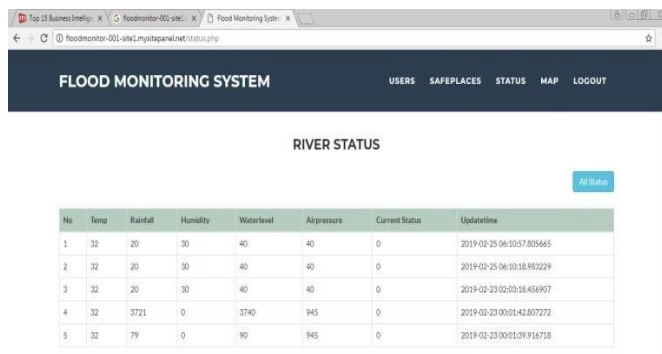 Top 15 Business Intellige floodmonitor-001-site1. Flood Monitoring System
floodmonitor-001-site1.mysitepanel.net/status.php
FLOOD MONITORING SYSTEM USERS SAFEPLACES STATUS MAP LOGOUT
RIVER STATUS
All Status
No Temp Rainfall Humidity Waterlevel Airpressure Current Status Updatetime
1 32 20 30 40 40 0 2019-02-25 06:10:57.805665
2 32 20 30 40 40 0 2019-02-25 06:10:18.983229
3 32 20 30 40 40 0 2019-02-23 02:03:18.456907
4 32 3721 0 3740 945 0 2019-02-23 00:01:42.807272
5 32 79 0 90 945 0 2019-02-23 00:01:39.916718